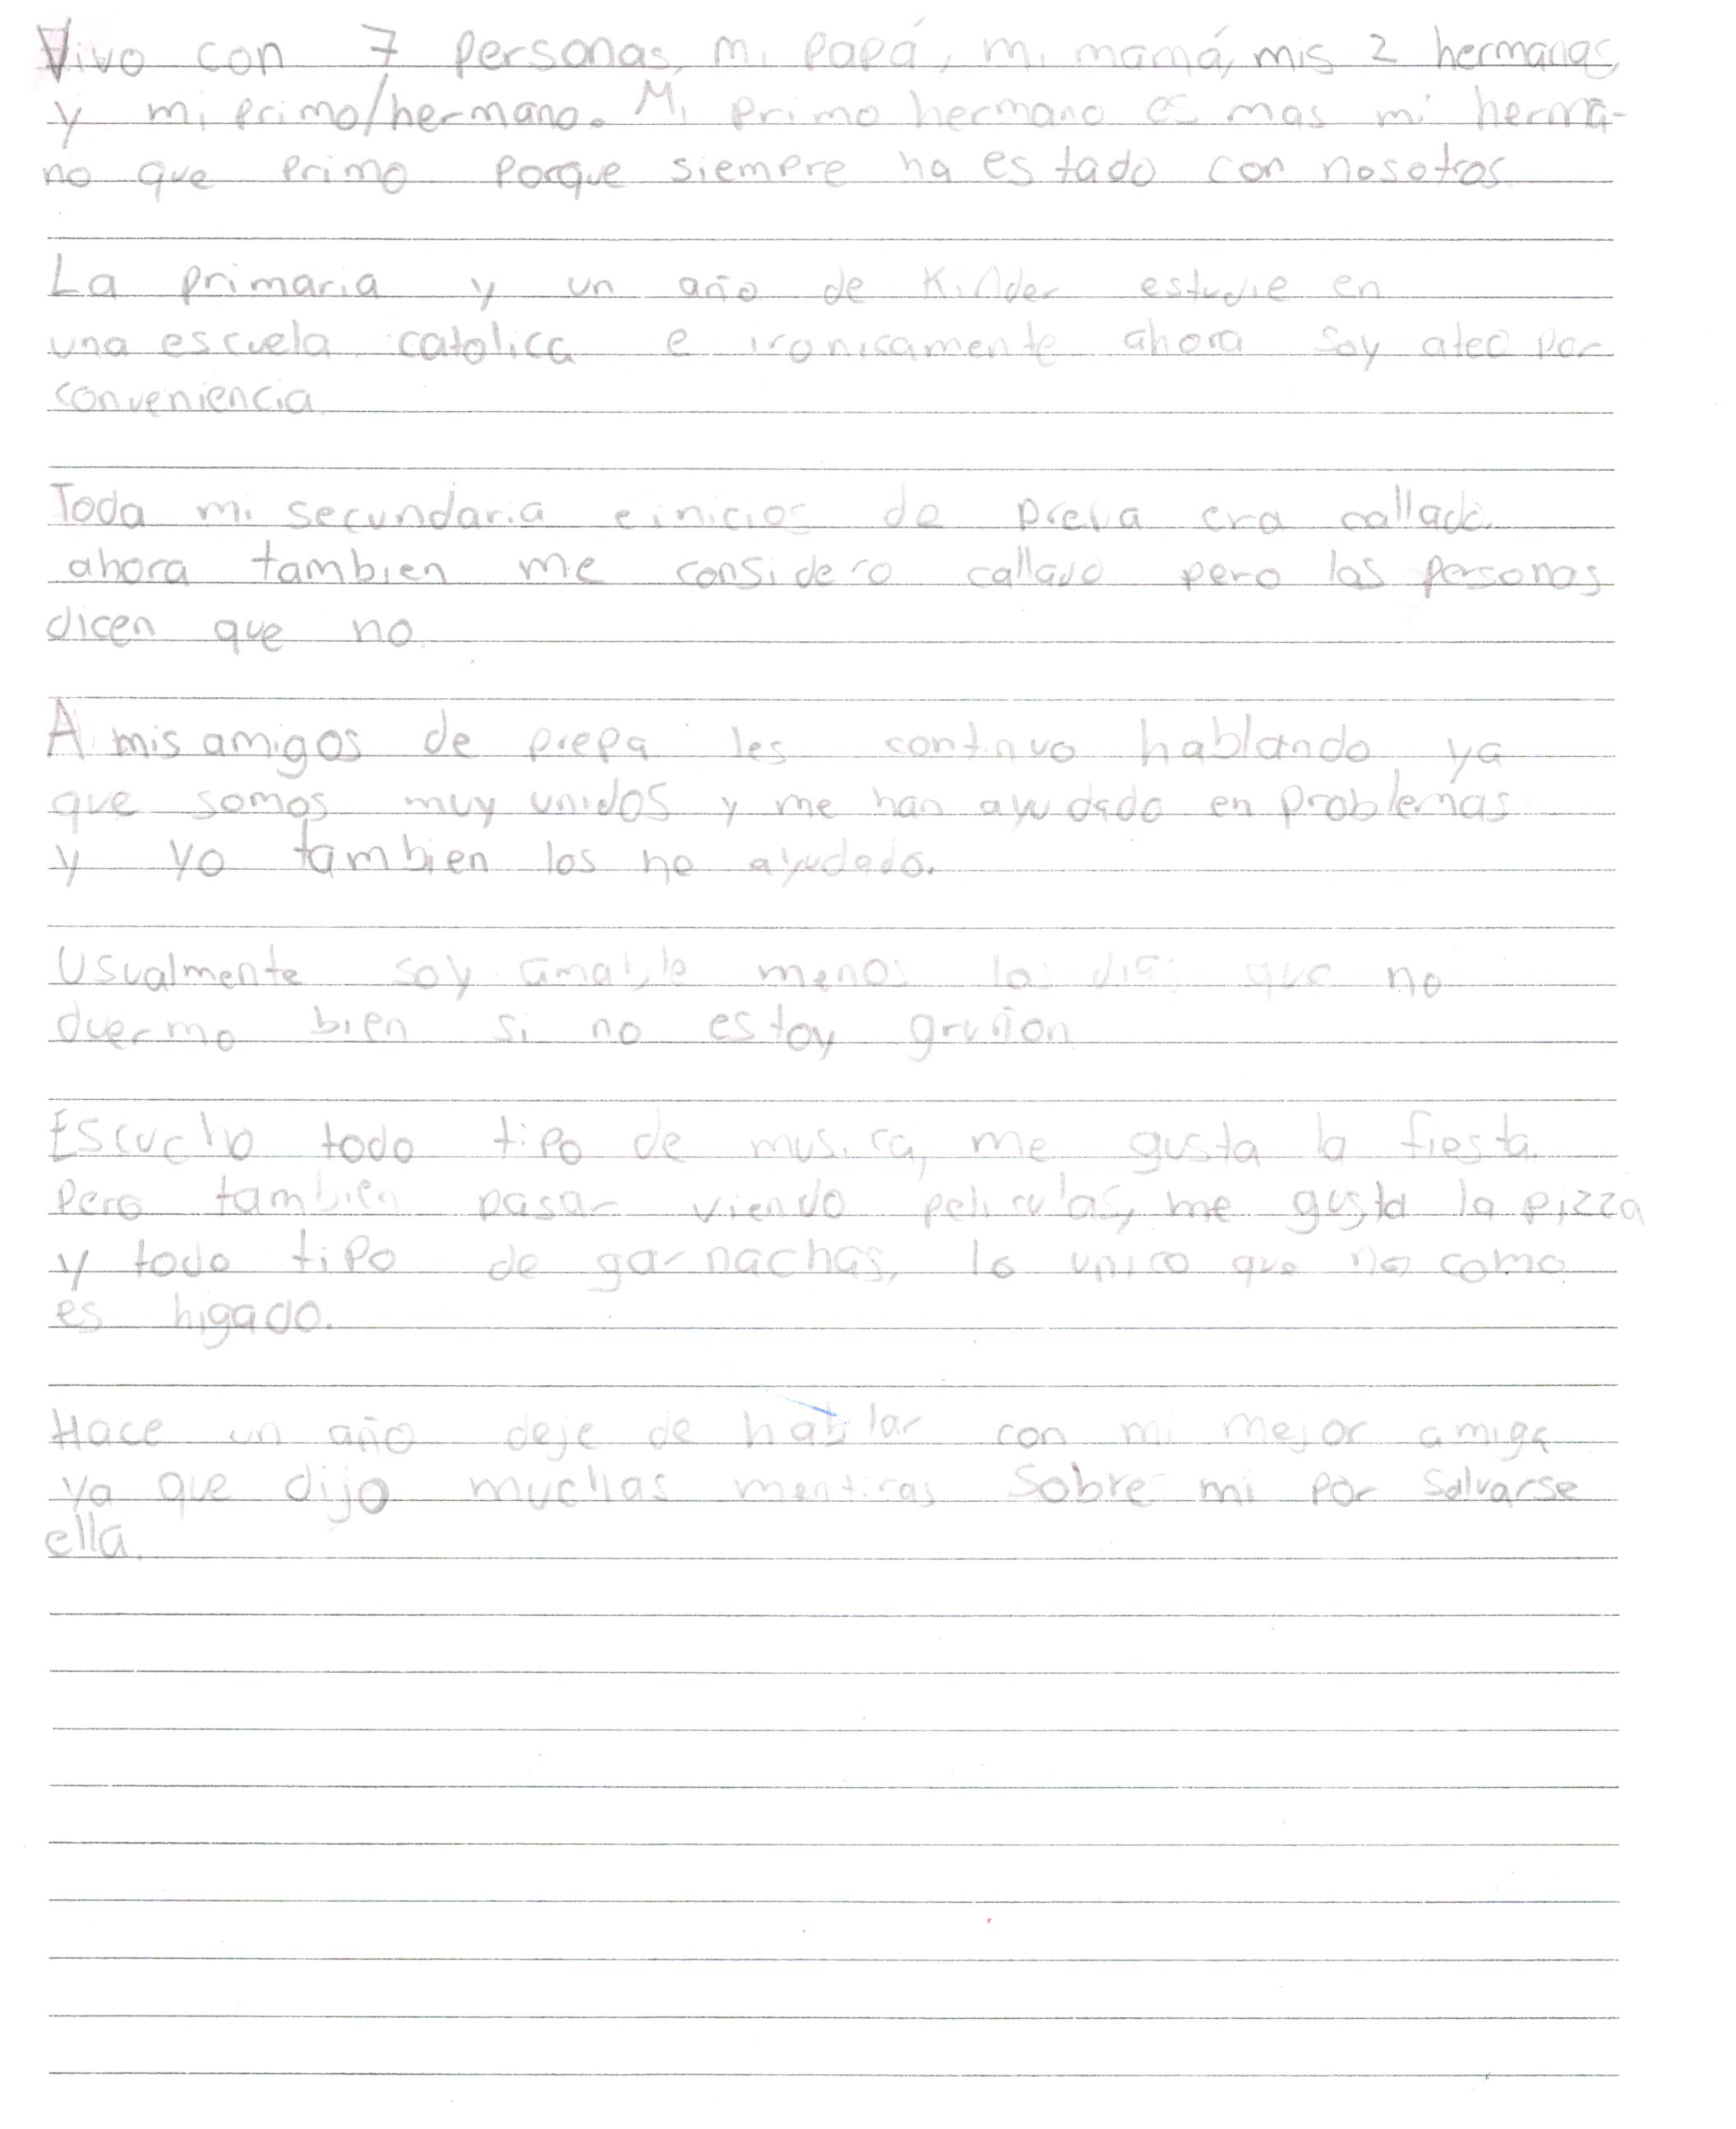 Vivo con 7 personas, mi papá, mi mamá, mis 2 hermanas,
y mi primo/hermano. Mi primo hermano es mas mi herma-
no que primo porque siempre ha estado con nosotros.
La primaria y un año de Kinder estudie en
una escuela catolica e ironicamente ahora soy ateo por
conveniencia.
Toda mi secundaria e inicios de prepa era callado
ahora tambien me considero callado pero las personas
dicen que no.
A mis amigos de prepa les continuo hablando ya
que somos muy unidos y me han ayudado en problemas
y yo tambien los he ayudado.
Usualmente soy amable menos los dias que no
duermo bien si no estoy gruñon
Escucho todo tipo de musica, me gusta la fiesta
pero tambien pasar viendo peliculas, me gusta la pizza
y todo tipo de garnachas, lo unico que no como
es higado.
Hace un año deje de hablar con mi mejor amiga
ya que dijo muchas mentiras sobre mi por salvarse
ella.